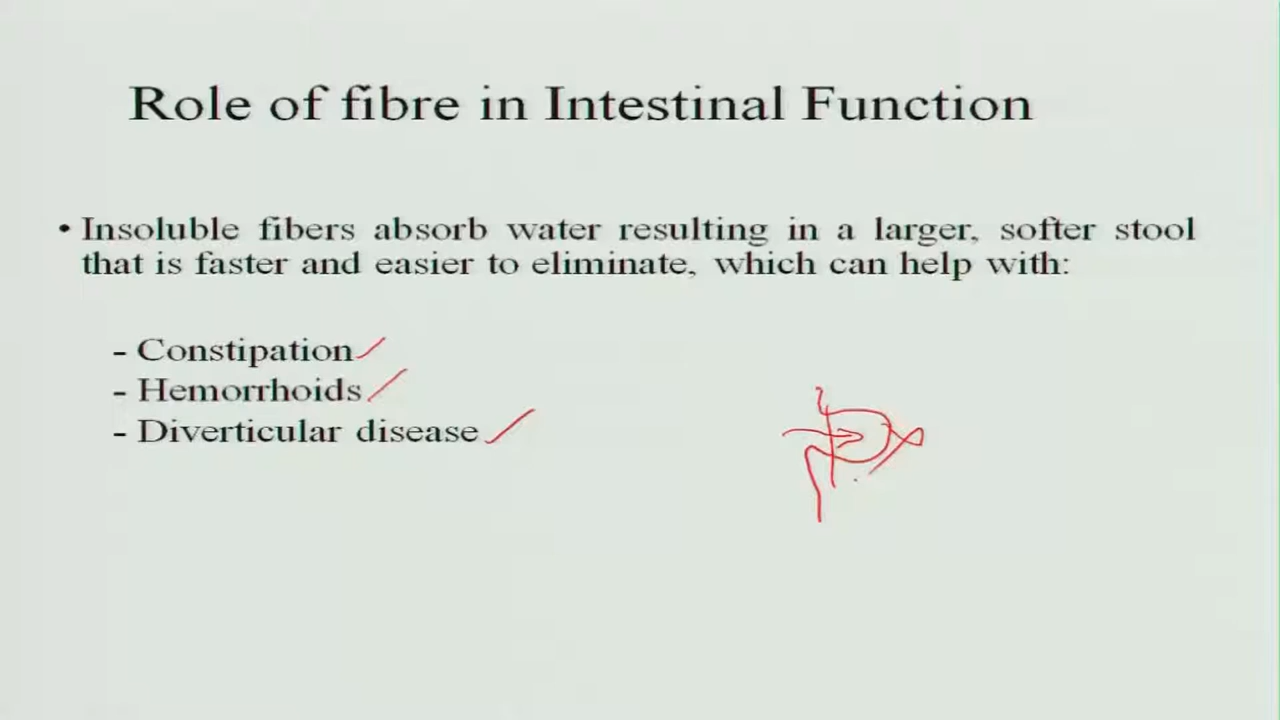 Role of fibre in Intestinal Function
• Insoluble fibers absorb water resulting in a larger, softer stool
that is faster and easier to eliminate, which can help with:
- Constipation
- Hemorrhoids
- Diverticular disease